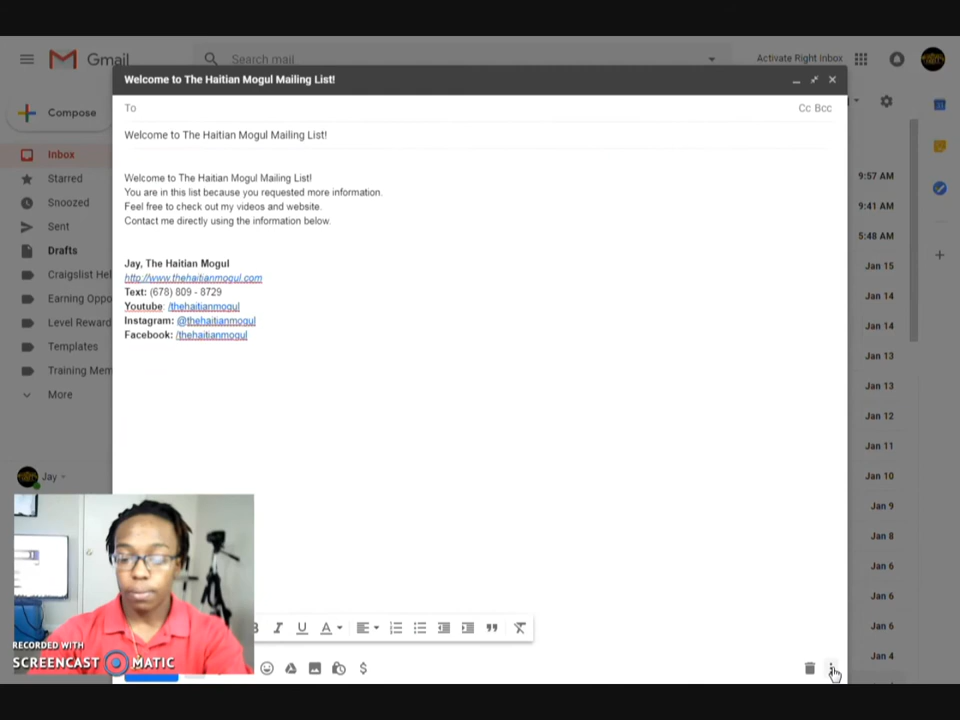 Gmail
Search mail
Activate Right Inbox
Welcome to The Haitian Mogul Mailing List!
Compose
To
Cc Bcc
Welcome to The Haitian Mogul Mailing List!
Inbox
Starred
Snoozed
Sent
Drafts
Craigslist Hel
Earning Oppo
Level Reward
Templates
Training Mem
More
Jay
Welcome to The Haitian Mogul Mailing List!
You are in this list because you requested more information.
Feel free to check out my videos and website.
Contact me directly using the information below.
Jay, The Haitian Mogul
http://www.thehaitianmogul.com
Text: (678) 809 - 8729
Youtube: /thehaitianmogul
Instagram: @thehaitianmogul
Facebook: /thehaitianmogul
9:57 AM
9:41 AM
5:48 AM
Jan 15
Jan 14
Jan 14
Jan 13
Jan 13
Jan 12
Jan 11
Jan 10
Jan 9
Jan 8
Jan 6
Jan 6
Jan 6
Jan 4
RECORDED WITH
SCREENCAST MATIC